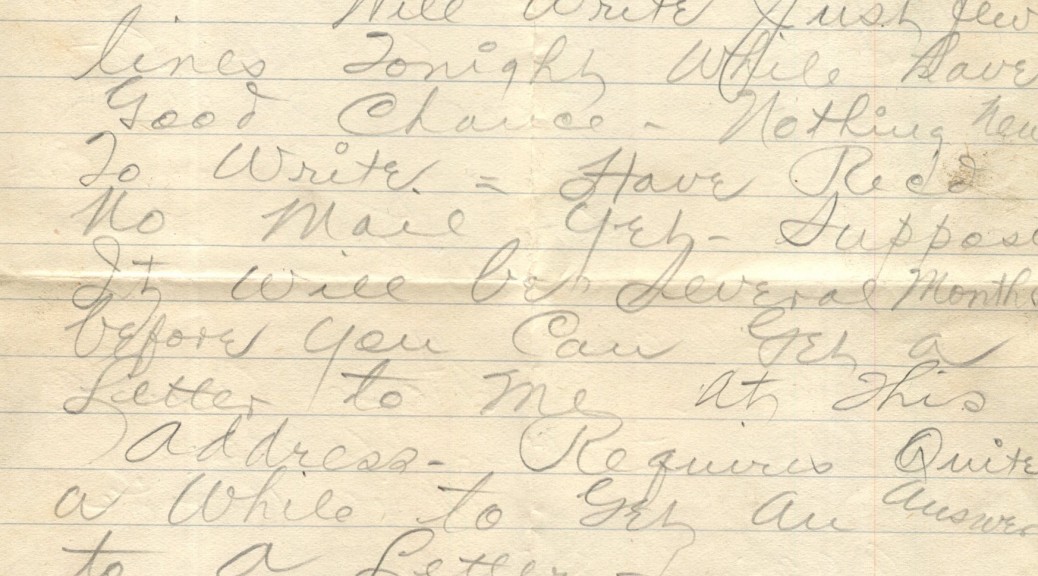 Will Write Just few
lines Tonight While Have
Good Chance - Nothing New
To Write. = Have Recd
No Mail Yet - Suppose
It Will be Several Months
before you Can Get a
Letter to Me at This
address - Requires Quite
a While to Get an answer
to a Letter -